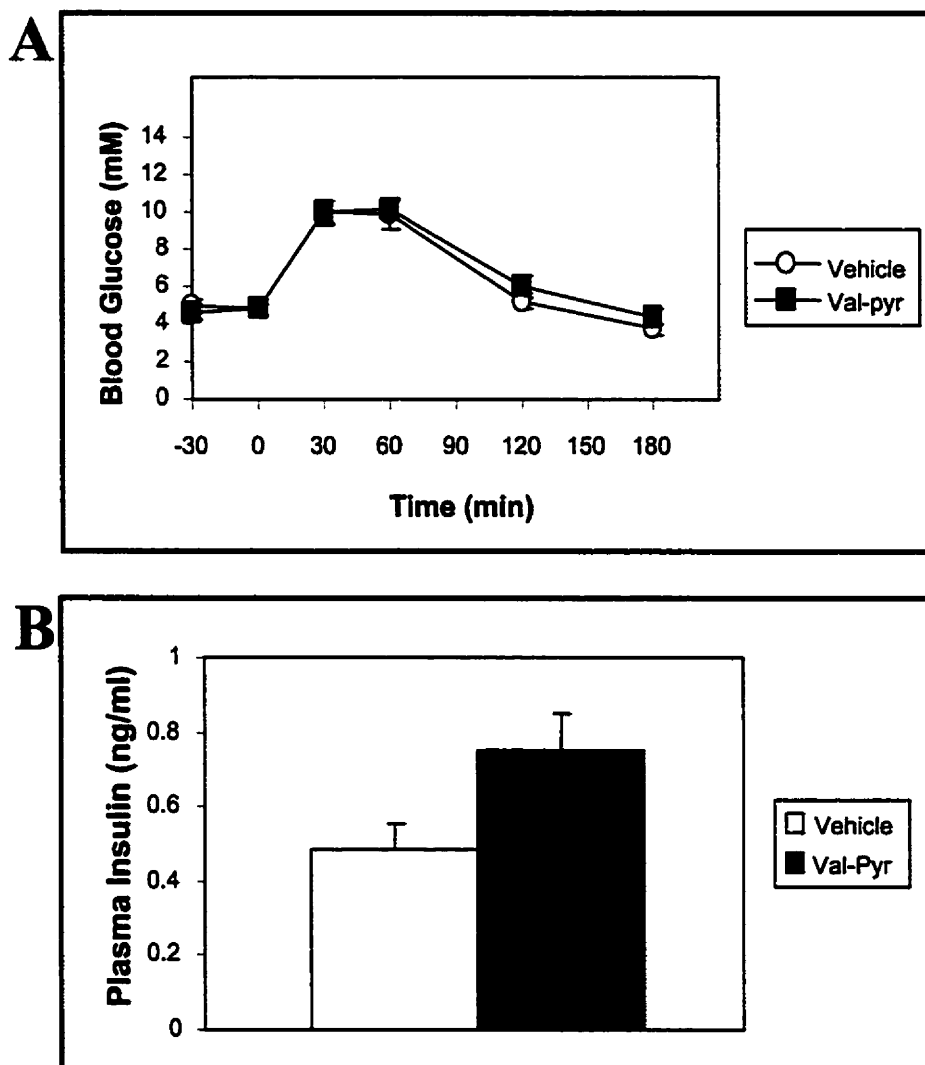 A
Blood Glucose (mM)
14
12
10
8
6
4
2
0
-30 0 30 60 90 120 150 180
Time (min)
Vehicle
Val-pyr
B
Plasma Insulin (ng/ml)
1
0.8
0.6
0.4
0.2
0
Vehicle
Val-Pyr